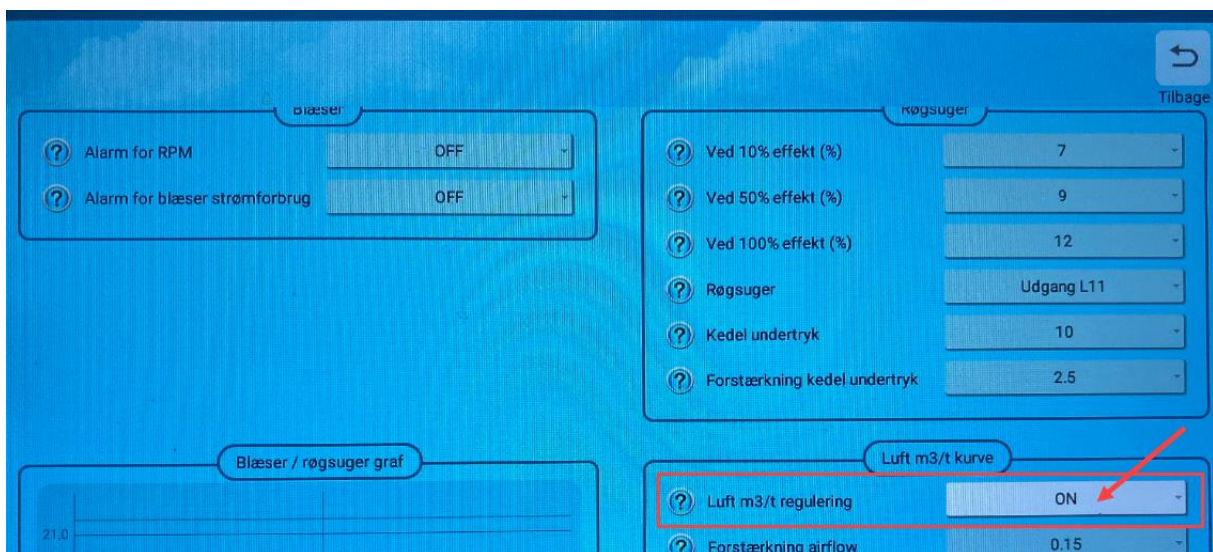 Tilbage
Blæser
Alarm for RPM OFF
Alarm for blæser strømforbrug OFF
Røgsuger
Ved 10% effekt (%) 7
Ved 50% effekt (%) 9
Ved 100% effekt (%) 12
Røgsuger Udgang L11
Kedel undertryk 10
Forstærkning kedel undertryk 2.5
Blæser / røgsuger graf
21.0
Luft m3/t kurve
Luft m3/t regulering ON
Forstærkning airflow 0.15